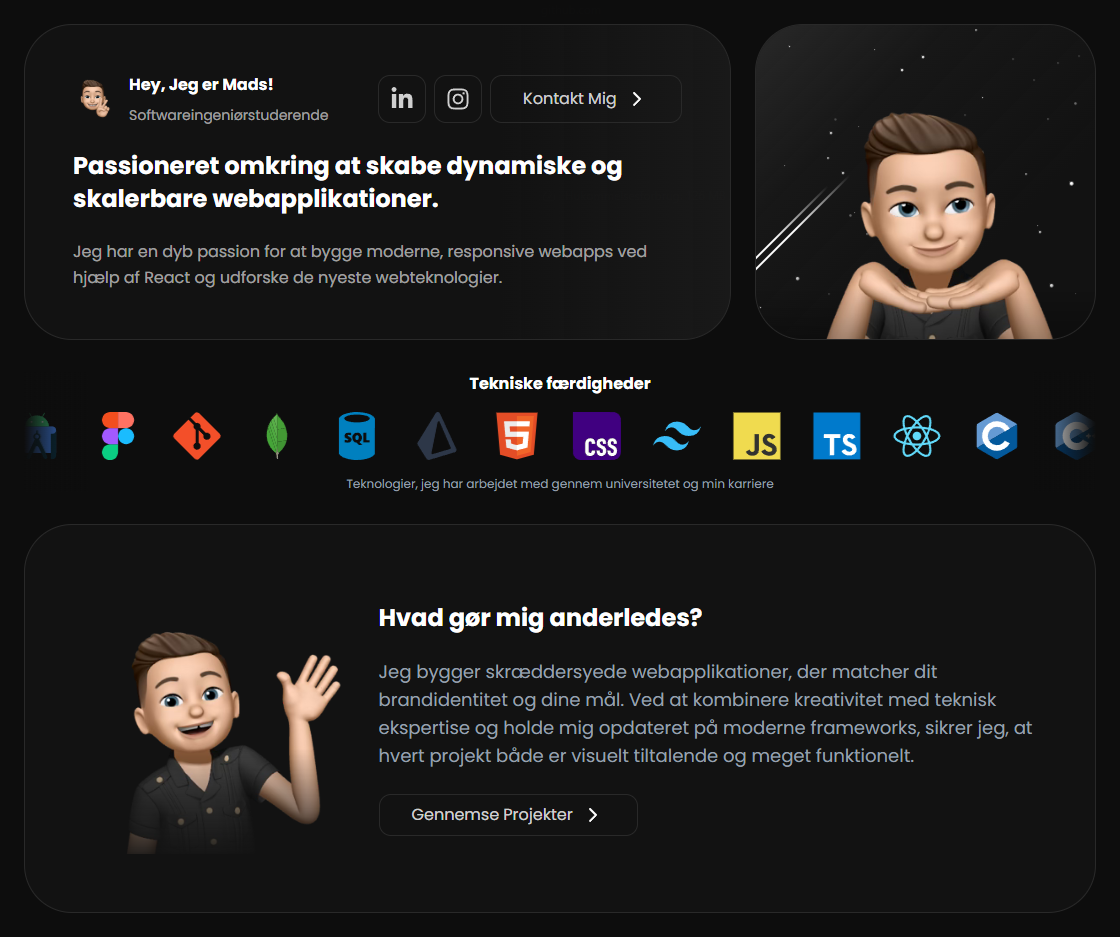 Hey, Jeg er Mads!
Softwareingeniørstuderende
in
Kontakt Mig
Passioneret omkring at skabe dynamiske og
skalerbare webapplikationer.
Jeg har en dyb passion for at bygge moderne, responsive webapps ved
hjælp af React og udforske de nyeste webteknologier.
Tekniske færdigheder
SQL
5
CSS
JS
TS
C
C
Teknologier, jeg har arbejdet med gennem universitetet og min karriere
Hvad gør mig anderledes?
Jeg bygger skræddersyede webapplikationer, der matcher dit
brandidentitet og dine mål. Ved at kombinere kreativitet med teknisk
ekspertise og holde mig opdateret på moderne frameworks, sikrer jeg, at
hvert projekt både er visuelt tiltalende og meget funktionelt.
Gennemse Projekter